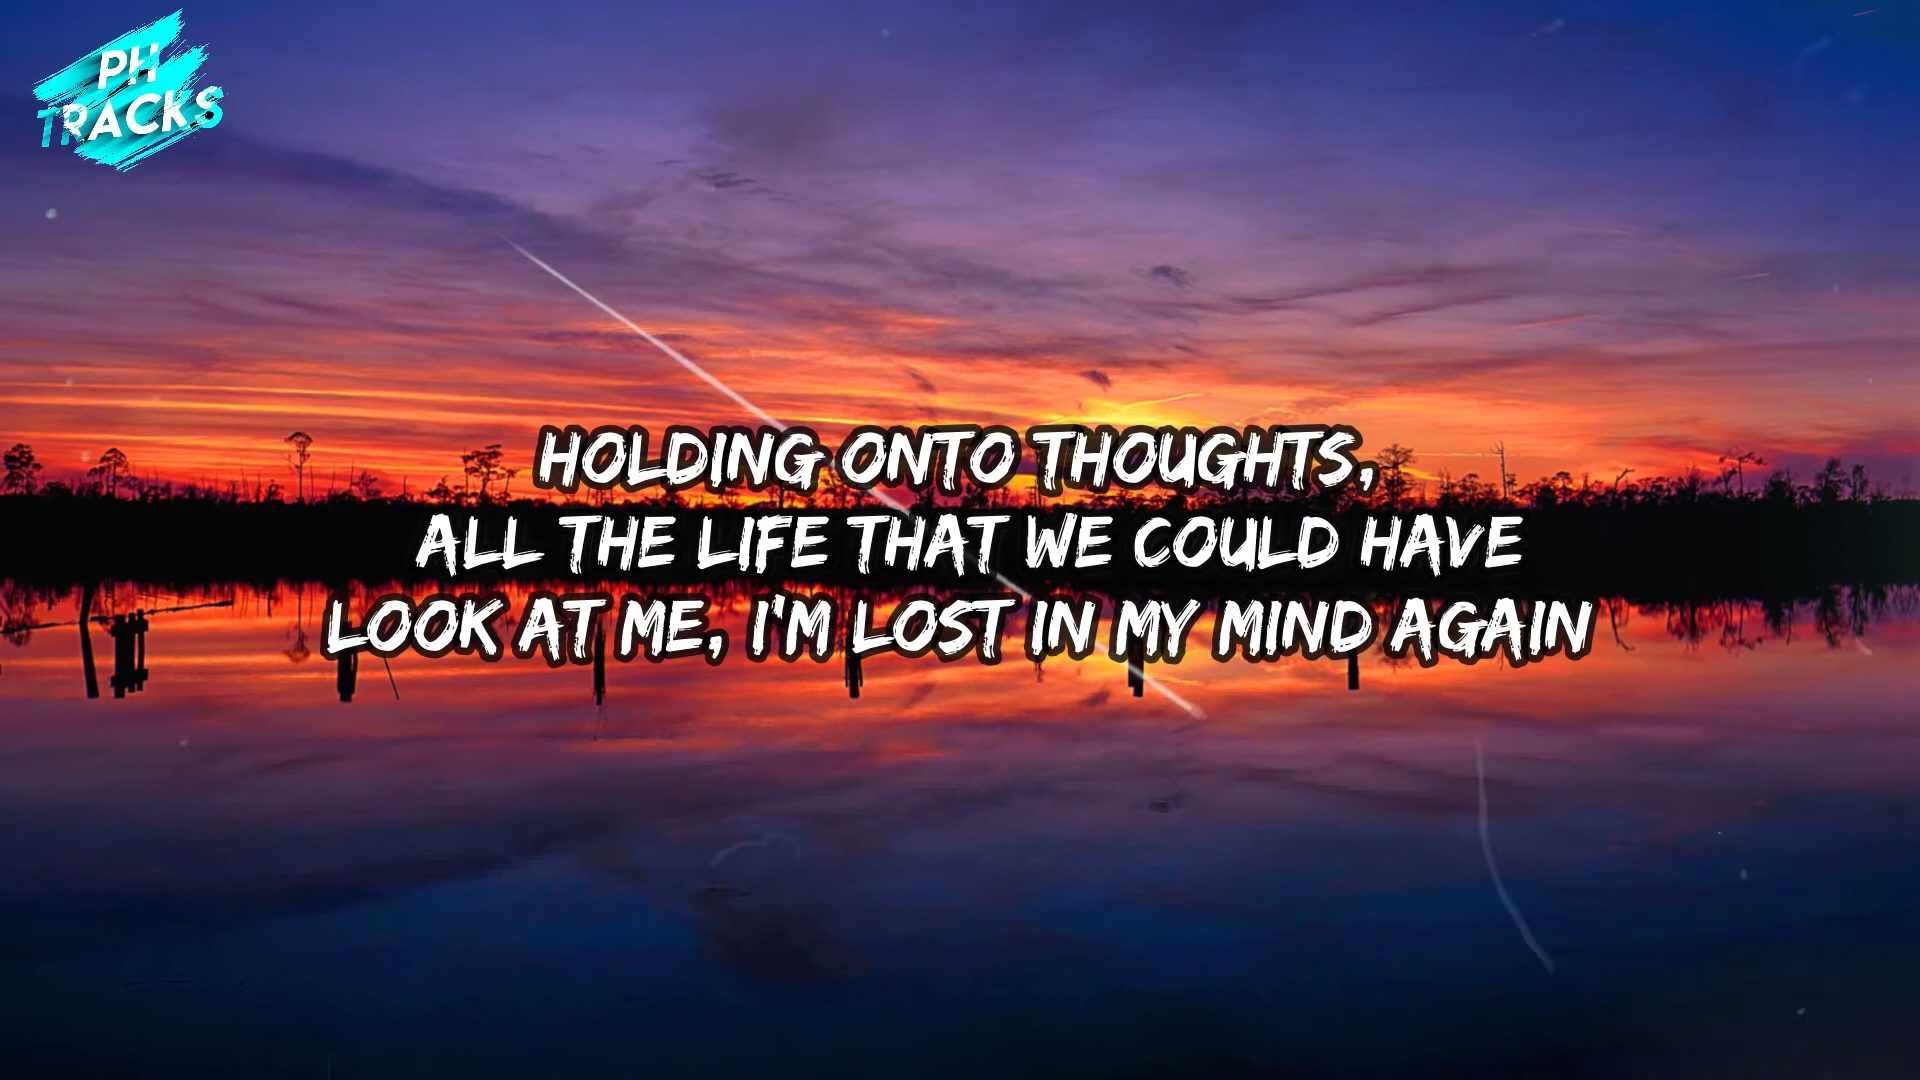 PH
TRACKS
HOLDING ONTO THOUGHTS,
ALL THE LIFE THAT WE COULD HAVE
LOOK AT ME, I'M LOST IN MY MIND AGAIN